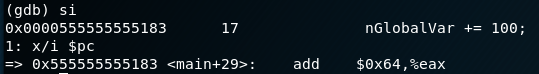 (gdb) si
0x0000555555555183      17              nGlobalVar += 100;
1: x/i $pc
=> 0x555555555183 <main+29>:    add    $0x64,%eax